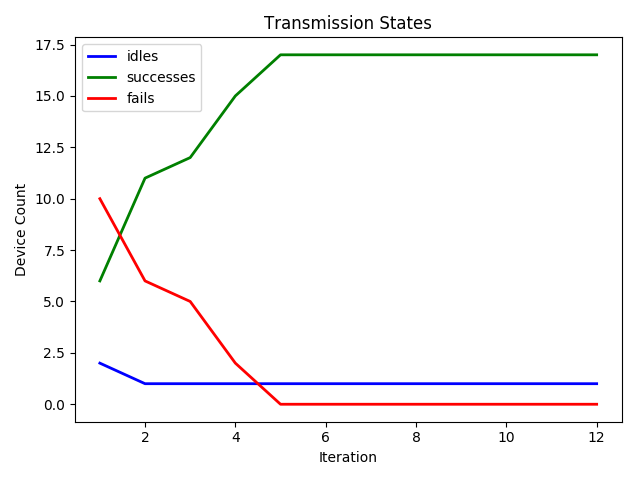 Transmission States
idles
successes
fails
Device Count
17.5
15.0
12.5
10.0
7.5
5.0
2.5
0.0
2 4 6 8 10 12
Iteration